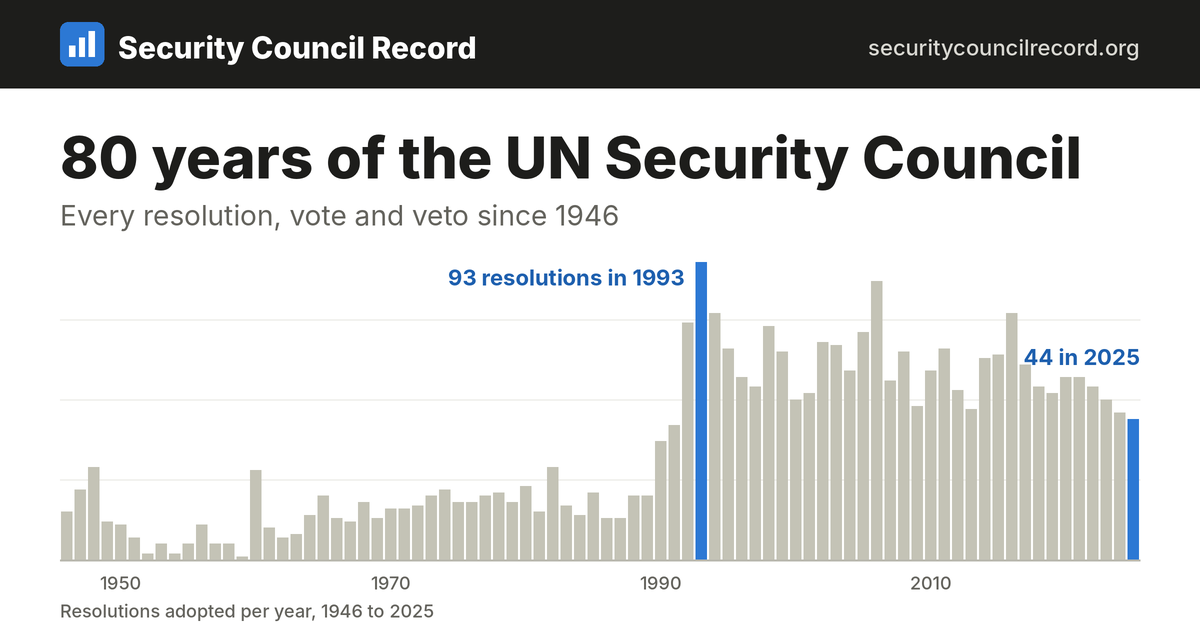 Security Council Record
securitycouncilrecord.org
80 years of the UN Security Council
Every resolution, vote and veto since 1946
93 resolutions in 1993
44 in 2025
1950 1970 1990 2010
Resolutions adopted per year, 1946 to 2025